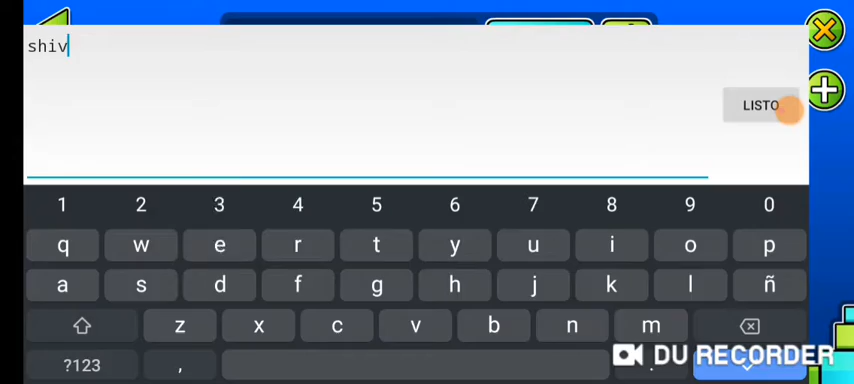 shiv
LISTO
1 2 3 4 5 6 7 8 9 0
q w e r t y u i o p
a s d f g h j k l ñ
z x c v b n m
?123 , .
DU RECORDER